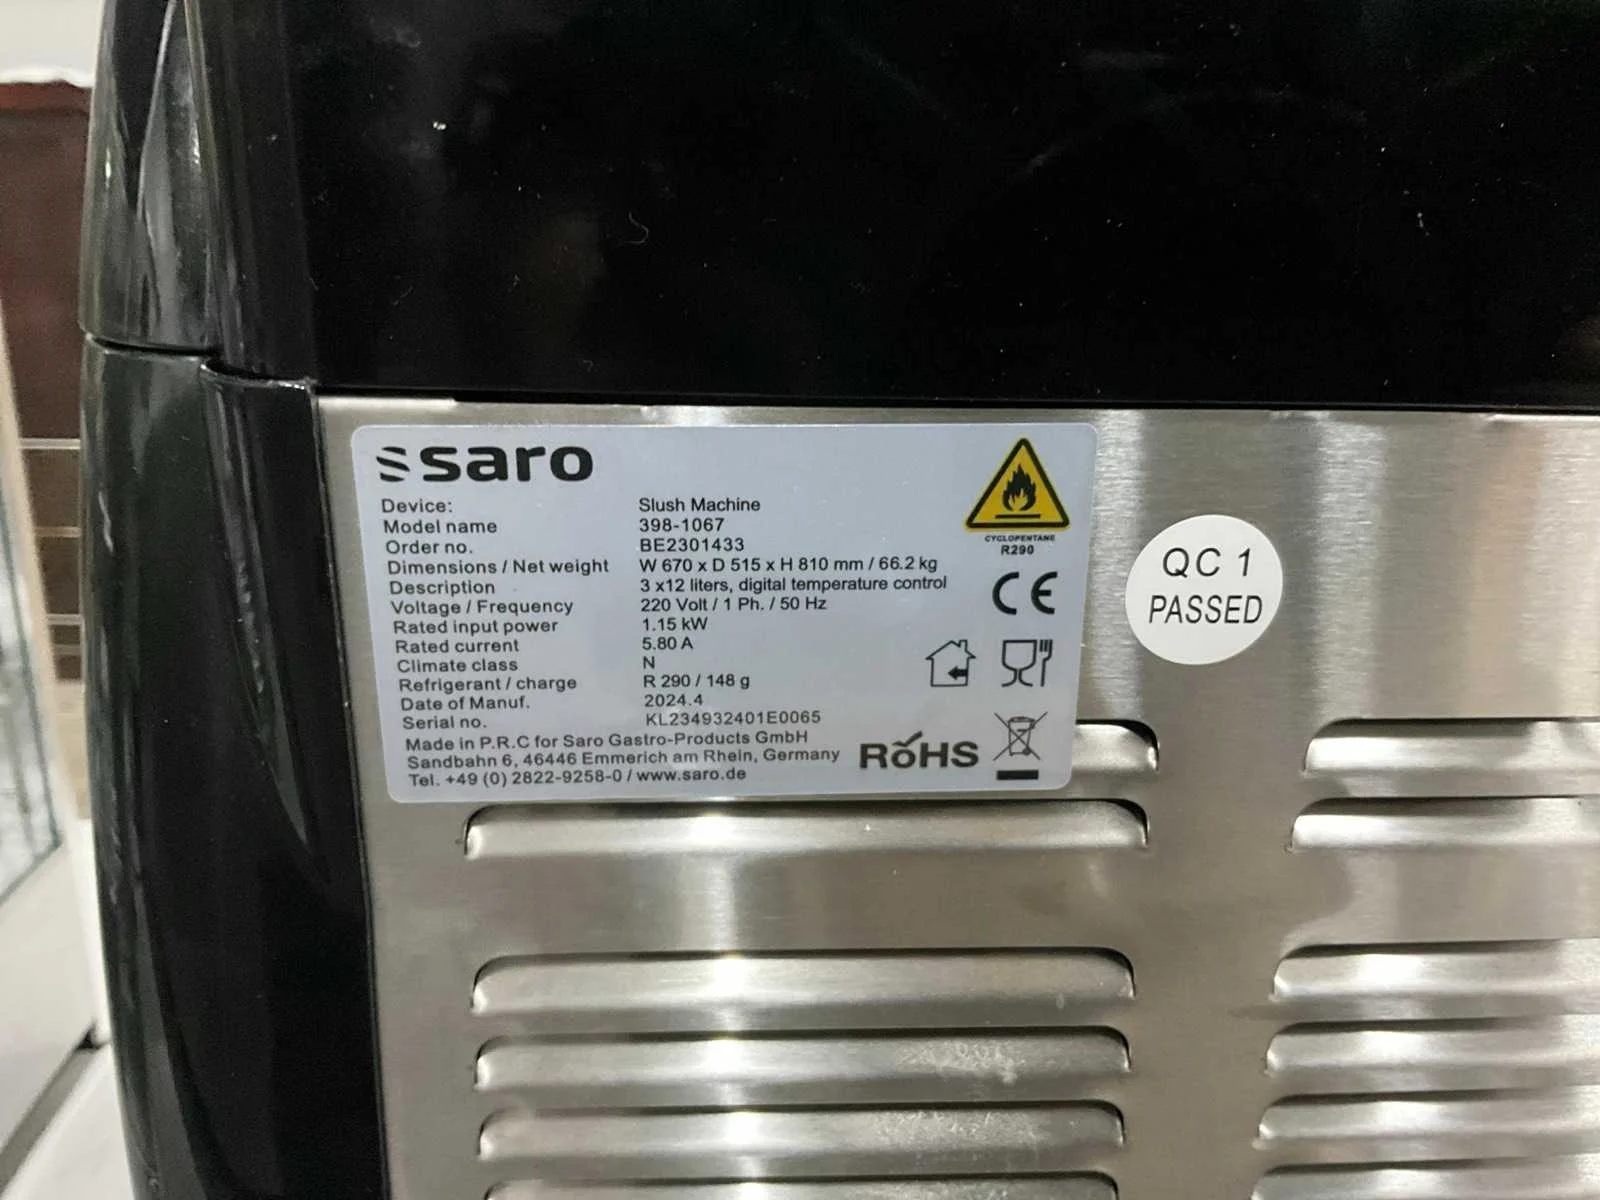 saro
Device: Slush Machine
Model name 398-1067
Order no. BE2301433
Dimensions / Net weight W 670 x D 515 x H 810 mm / 66.2 kg
Description 3 x12 liters, digital temperature control
Voltage / Frequency 220 Volt / 1 Ph. / 50 Hz
Rated input power 1.15 kW
Rated current 5.80 A
Climate class N
Refrigerant / charge R 290 / 148 g
Date of Manuf. 2024.4
Serial no. KL234932401E0065
Made in P.R.C for Saro Gastro-Products GmbH
Sandbahn 6, 46446 Emmerich am Rhein, Germany
Tel. +49 (0) 2822-9258-0 / www.saro.de
CYCLOPENTANE
R290
CE
RoHS
QC 1
PASSED